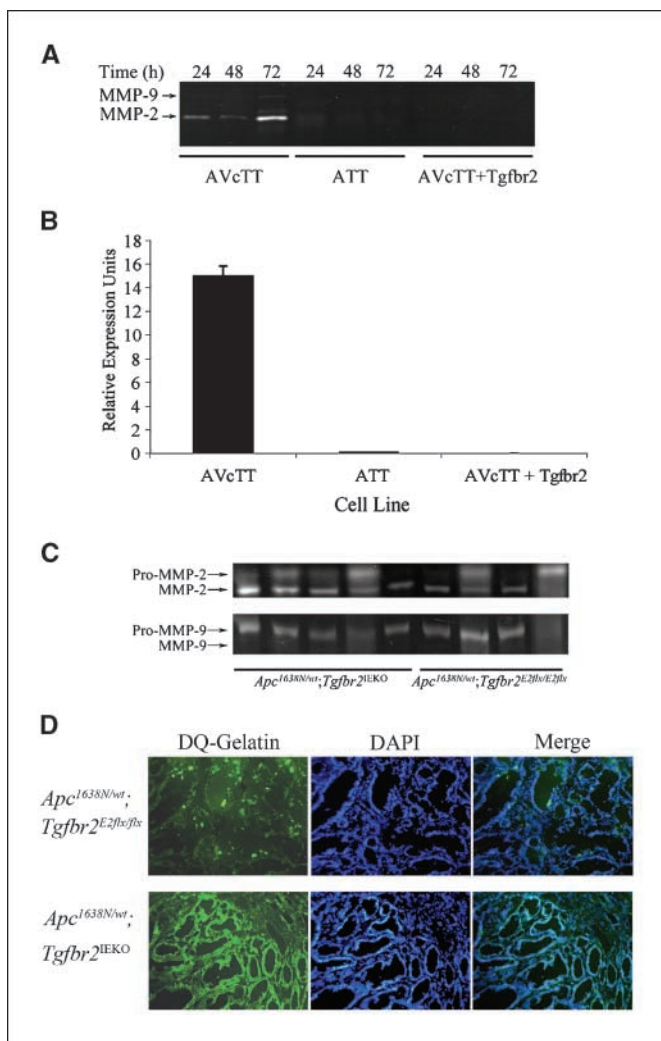 A
Time (h) 24 48 72 24 48 72 24 48 72
MMP-9
MMP-2
AVcTT ATT AVcTT+Tgfbr2
B
Relative Expression Units
18
16
14
12
10
8
6
4
2
0
AVcTT ATT AVcTT + Tgfbr2
Cell Line
C
Pro-MMP-2
MMP-2
Pro-MMP-9
MMP-9
Apc1638N/wt;Tgfbr2IEKO Apc1638N/wt;Tgfbr2E2flx/E2flx
D
DQ-Gelatin DAPI Merge
Apc1638N/wt;
Tgfbr2E2flx/flx
Apc1638N/wt;
Tgfbr2IEKO